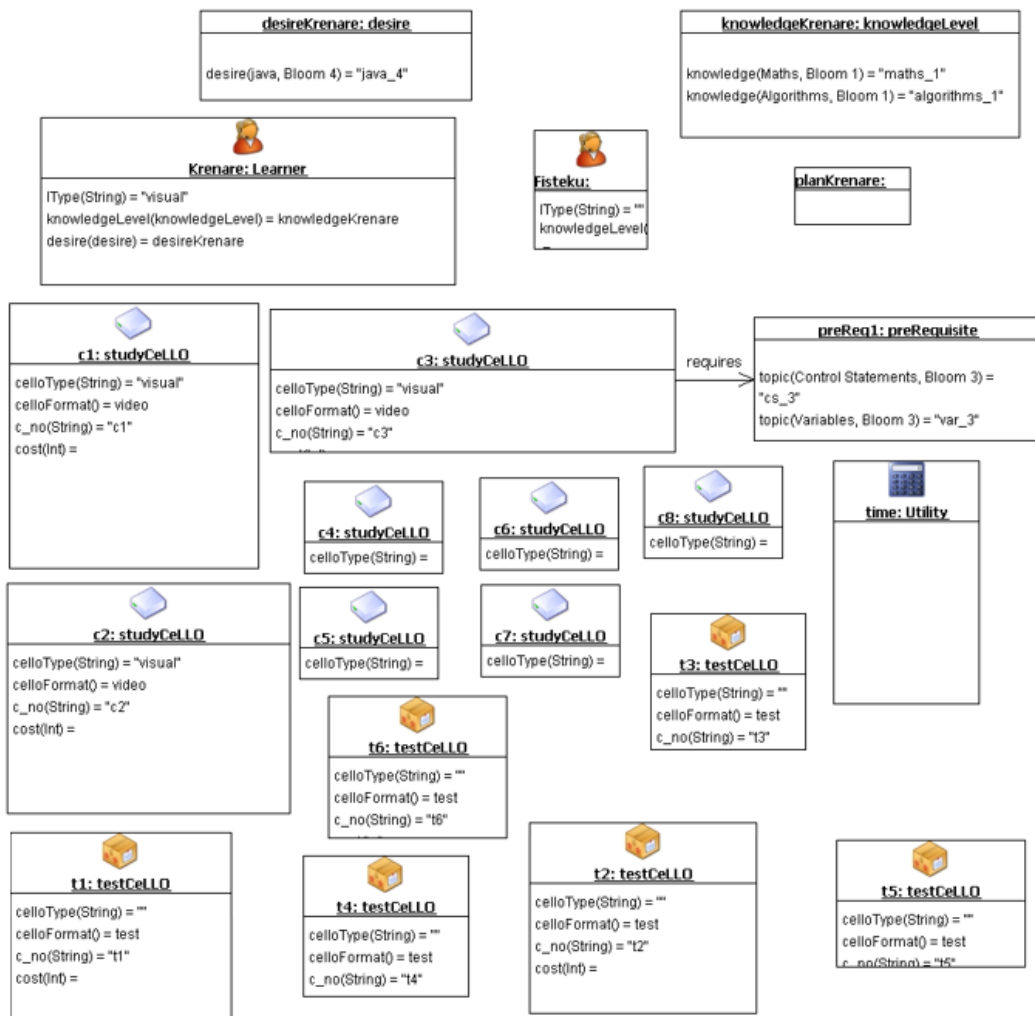 desireKrenare: desire
desire(java, Bloom 4) = "java_4"
knowledgeKrenare: knowledgeLevel
knowledge(Maths, Bloom 1) = "maths_1"
knowledge(Algorithms, Bloom 1) = "algorithms_1"
Krenare: Learner
lType(String) = "visual"
knowledgeLevel(knowledgeLevel) = knowledgeKrenare
desire(desire) = desireKrenare
Fisteku:
lType(String) = ""
knowledgeLevel(
planKrenare:
c1: studyCeLLO
celloType(String) = "visual"
celloFormat() = video
c_no(String) = "c1"
cost(Int) =
c3: studyCeLLO
celloType(String) = "visual"
celloFormat() = video
c_no(String) = "c3"
requires
preReq1: preRequisite
topic(Control Statements, Bloom 3) =
"cs_3"
topic(Variables, Bloom 3) = "var_3"
c4: studyCeLLO
celloType(String) =
c6: studyCeLLO
celloType(String) =
c8: studyCeLLO
celloType(String) =
time: Utility
c2: studyCeLLO
celloType(String) = "visual"
celloFormat() = video
c_no(String) = "c2"
cost(Int) =
c5: studyCeLLO
celloType(String) =
c7: studyCeLLO
celloType(String) =
t3: testCeLLO
celloType(String) = ""
celloFormat() = test
c_no(String) = "t3"
t6: testCeLLO
celloType(String) = ""
celloFormat() = test
c_no(String) = "t6"
t1: testCeLLO
celloType(String) = ""
celloFormat() = test
c_no(String) = "t1"
cost(Int) =
t4: testCeLLO
celloType(String) = ""
celloFormat() = test
c_no(String) = "t4"
t2: testCeLLO
celloType(String) = ""
celloFormat() = test
c_no(String) = "t2"
cost(Int) =
t5: testCeLLO
celloType(String) = ""
celloFormat() = test
c_no(String) = "t5"